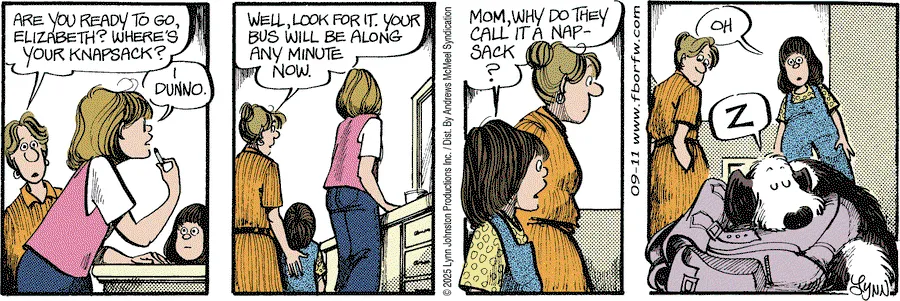 ARE YOU READY TO GO,
ELIZABETH? WHERE'S
YOUR KNAPSACK?
I
DUNNO.
WELL, LOOK FOR IT. YOUR
BUS WILL BE ALONG
ANY MINUTE
NOW.
© 2025 Lynn Johnston Productions Inc. / Dist. By Andrews McMeel Syndication
MOM, WHY DO THEY
CALL IT A NAP-
SACK
?
09-11 www.fborfw.com
OH
Z
LYNN